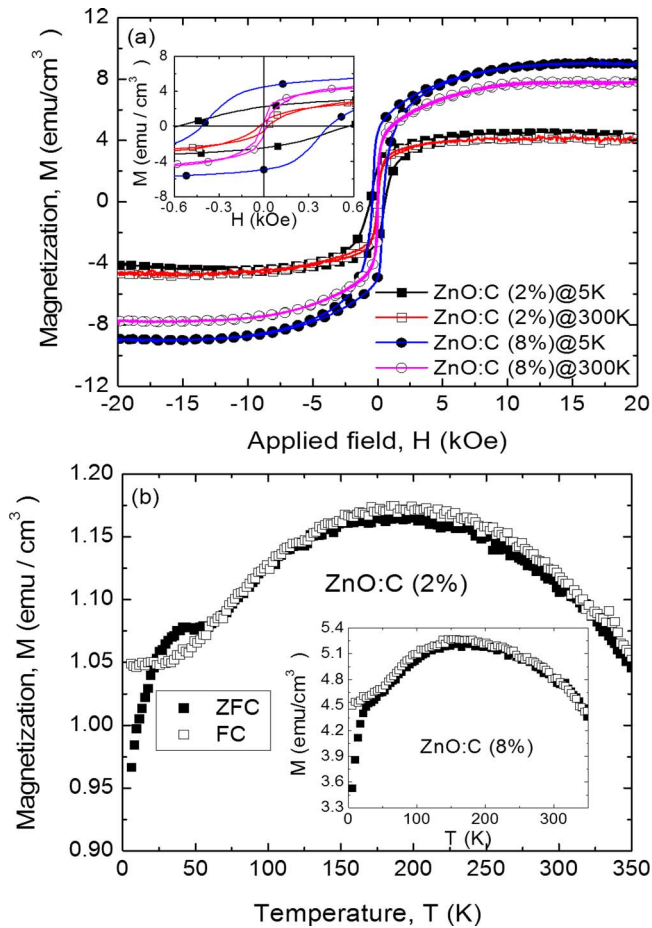 (a)
Magnetization, M (emu/cm³)
12
8
4
0
-4
-8
-12
M (emu / cm³)
8
4
0
-4
-8
-0.6 -0.3 0.0 0.3 0.6
H (kOe)
ZnO:C (2%)@5K
ZnO:C (2%)@300K
ZnO:C (8%)@5K
ZnO:C (8%)@300K
-20 -15 -10 -5 0 5 10 15 20
Applied field, H (kOe)
(b)
Magnetization, M (emu / cm³)
1.20
1.15
1.10
1.05
1.00
0.95
0.90
ZnO:C (2%)
ZFC
FC
M (emu/cm³)
5.4
5.1
4.8
4.5
4.2
3.9
3.6
3.3
ZnO:C (8%)
0 100 200 300
T (K)
0 50 100 150 200 250 300 350
Temperature, T (K)